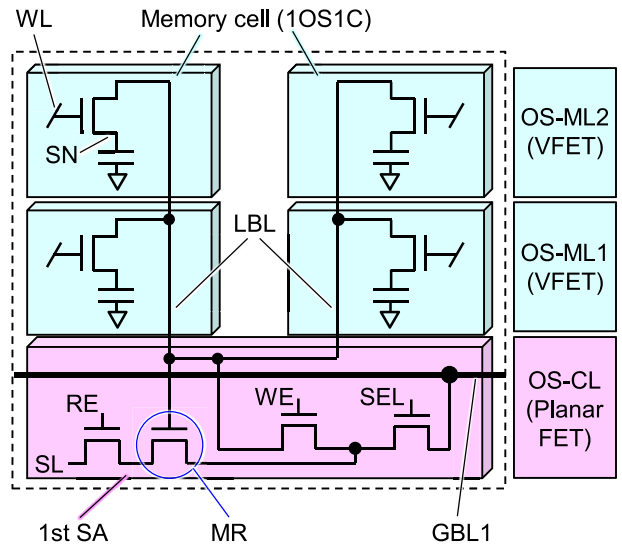 WL
Memory cell (1OS1C)
SN
OS-ML2
(VFET)
LBL
OS-ML1
(VFET)
RE
WE
SEL
SL
OS-CL
(Planar
FET)
1st SA
MR
GBL1